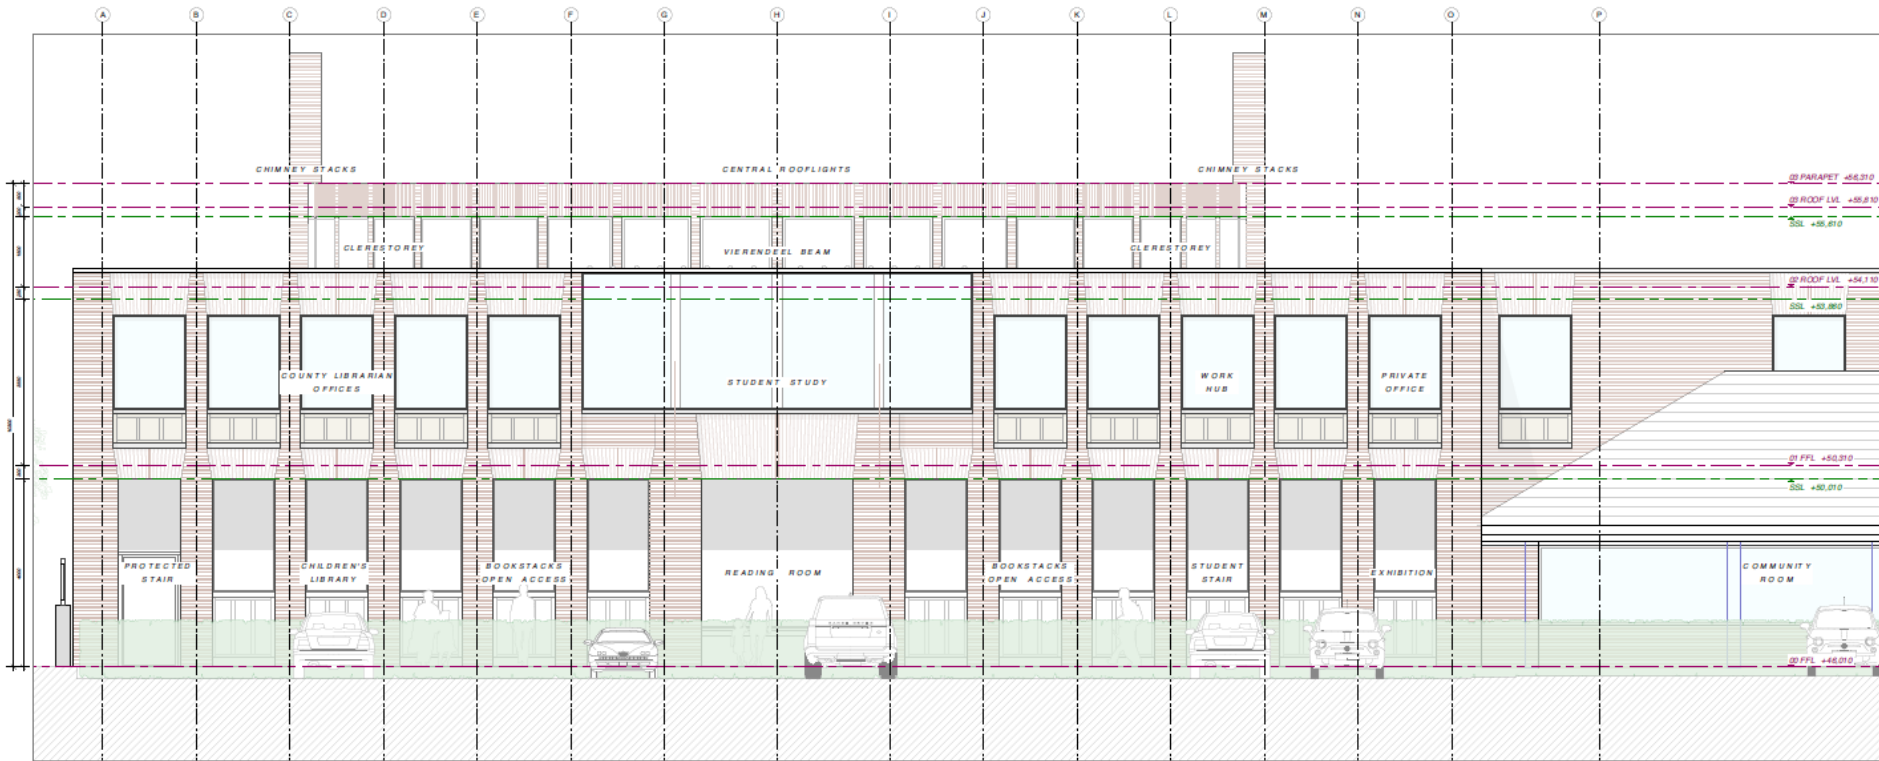 A B C D E F G H I J K L M N O P
CHIMNEY STACKS
CENTRAL ROOFLIGHTS
CHIMNEY STACKS
03 PARAPET +56,310
03 ROOF LVL +55,810
SSL +55,610
CLERESTOREY
VIERENDEEL BEAM
CLERESTOREY
02 ROOF LVL +54,110
SSL +53,860
COUNTY LIBRARIAN
OFFICES
STUDENT STUDY
WORK
HUB
PRIVATE
OFFICE
01 FFL +50,310
SSL +50,010
PROTECTED
STAIR
CHILDREN'S
LIBRARY
BOOKSTACKS
OPEN ACCESS
READING ROOM
BOOKSTACKS
OPEN ACCESS
STUDENT
STAIR
EXHIBITION
COMMUNITY
ROOM
00 FFL +46,010